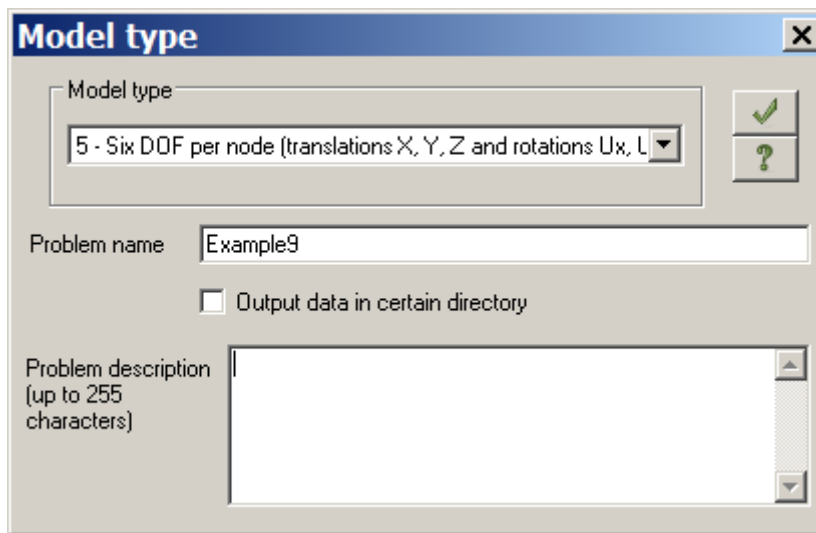 Model type
Model type
5 - Six DOF per node (translations X, Y, Z and rotations Ux, U
Problem name
Example9
Output data in certain directory
Problem description
(up to 255
characters)